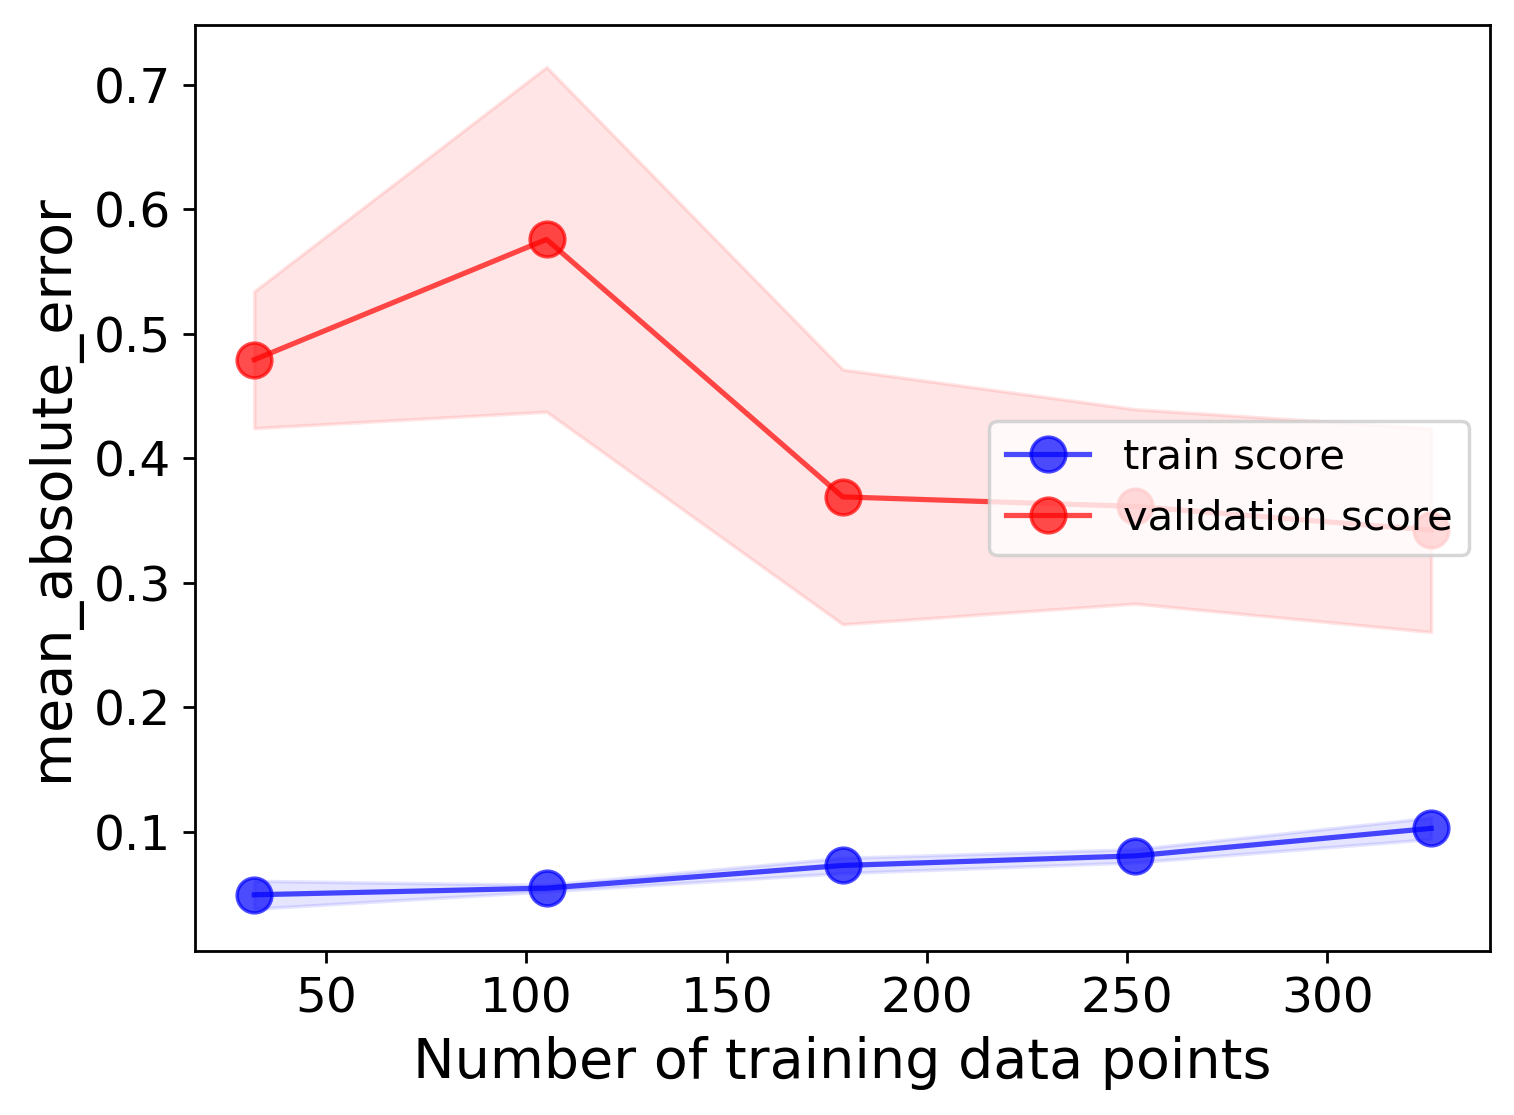 mean_absolute_error
0.7
0.6
0.5
0.4
0.3
0.2
0.1
train score
validation score
50 100 150 200 250 300
Number of training data points